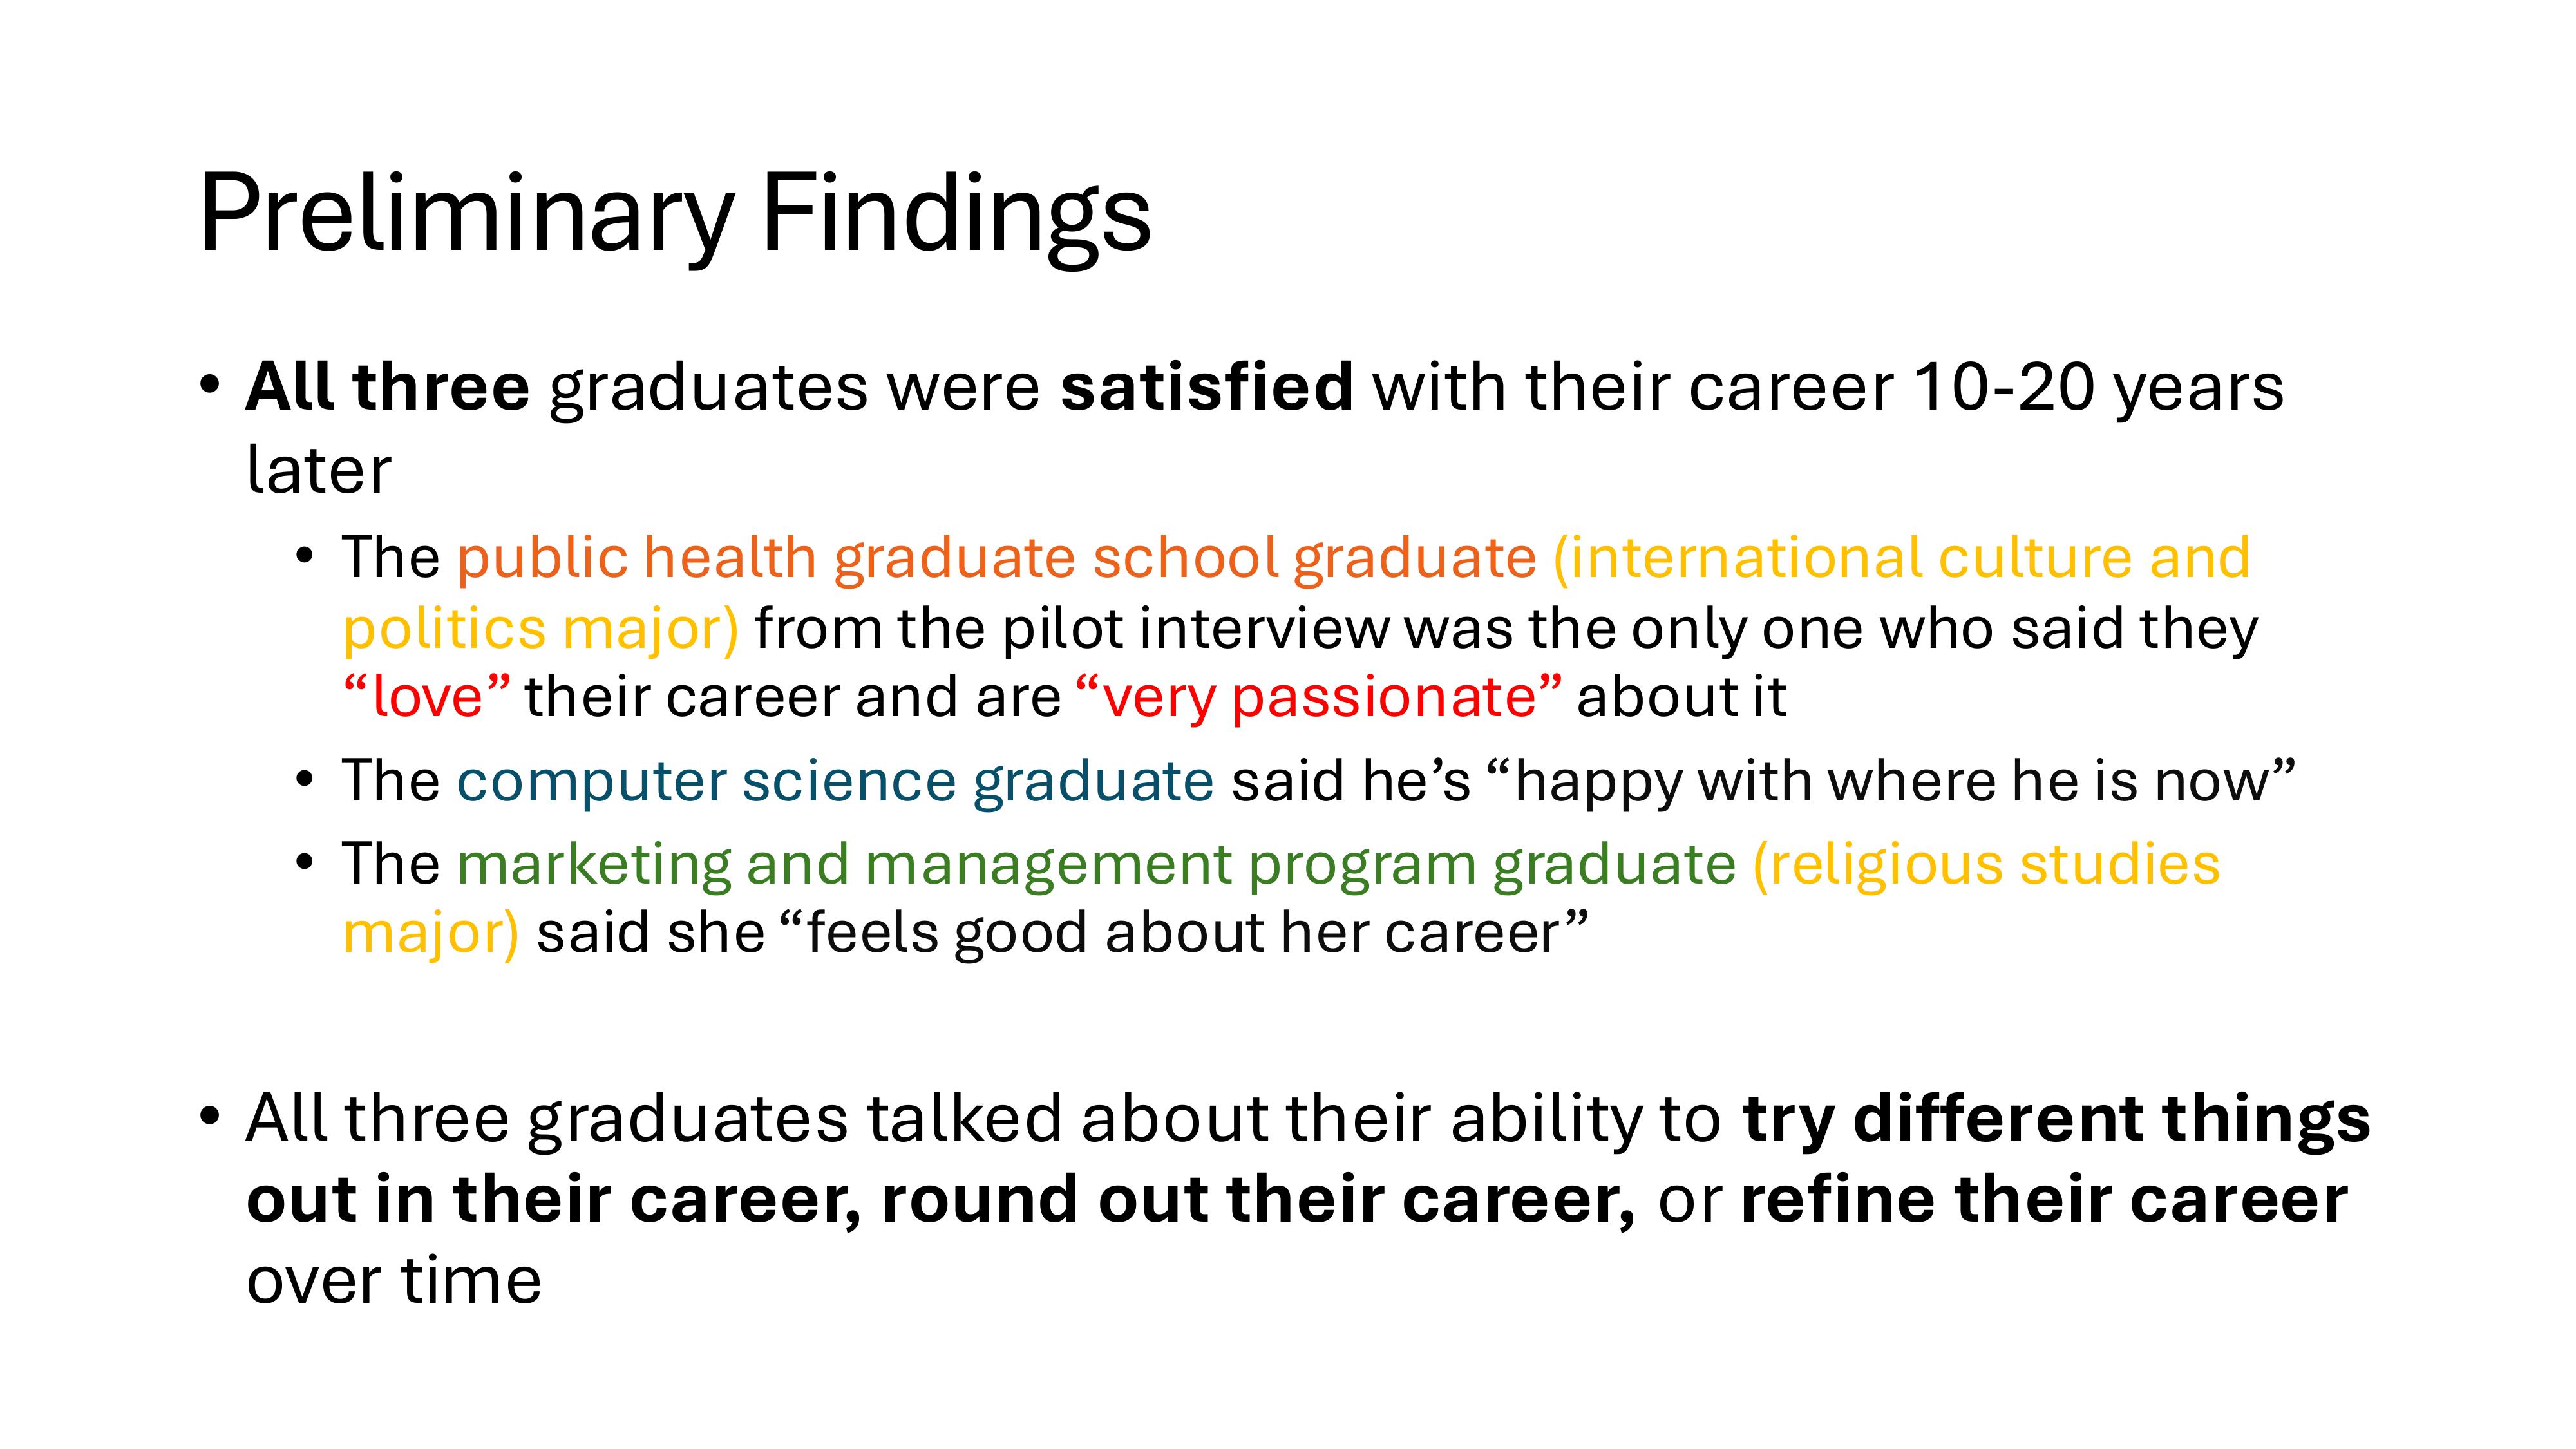 Preliminary Findings
• All three graduates were satisfied with their career 10-20 years
later
• The public health graduate school graduate (international culture and
politics major) from the pilot interview was the only one who said they
“love” their career and are “very passionate” about it
• The computer science graduate said he’s “happy with where he is now”
• The marketing and management program graduate (religious studies
major) said she “feels good about her career”
• All three graduates talked about their ability to try different things
out in their career, round out their career, or refine their career
over time